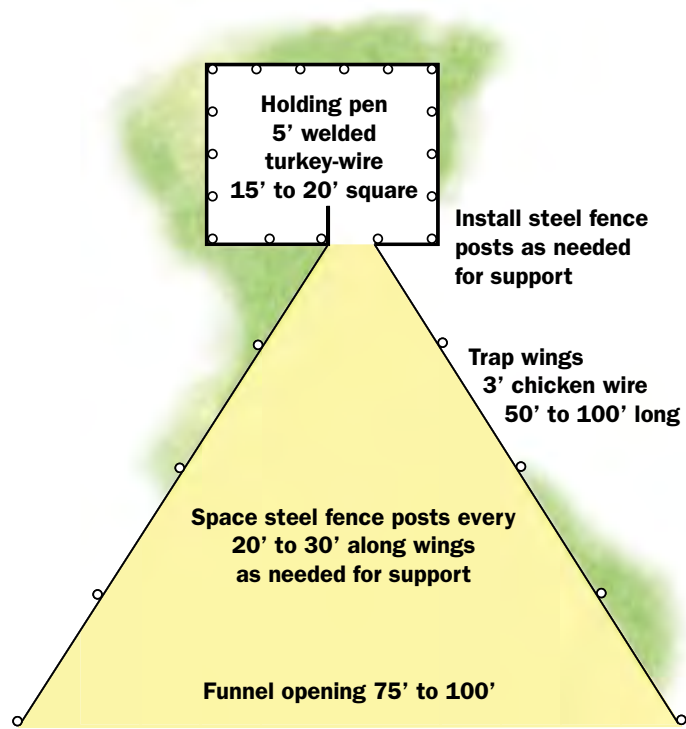 Holding pen
5’ welded
turkey-wire
15’ to 20’ square
Install steel fence
posts as needed
for support
Trap wings
3’ chicken wire
50’ to 100’ long
Space steel fence posts every
20’ to 30’ along wings
as needed for support
Funnel opening 75’ to 100’